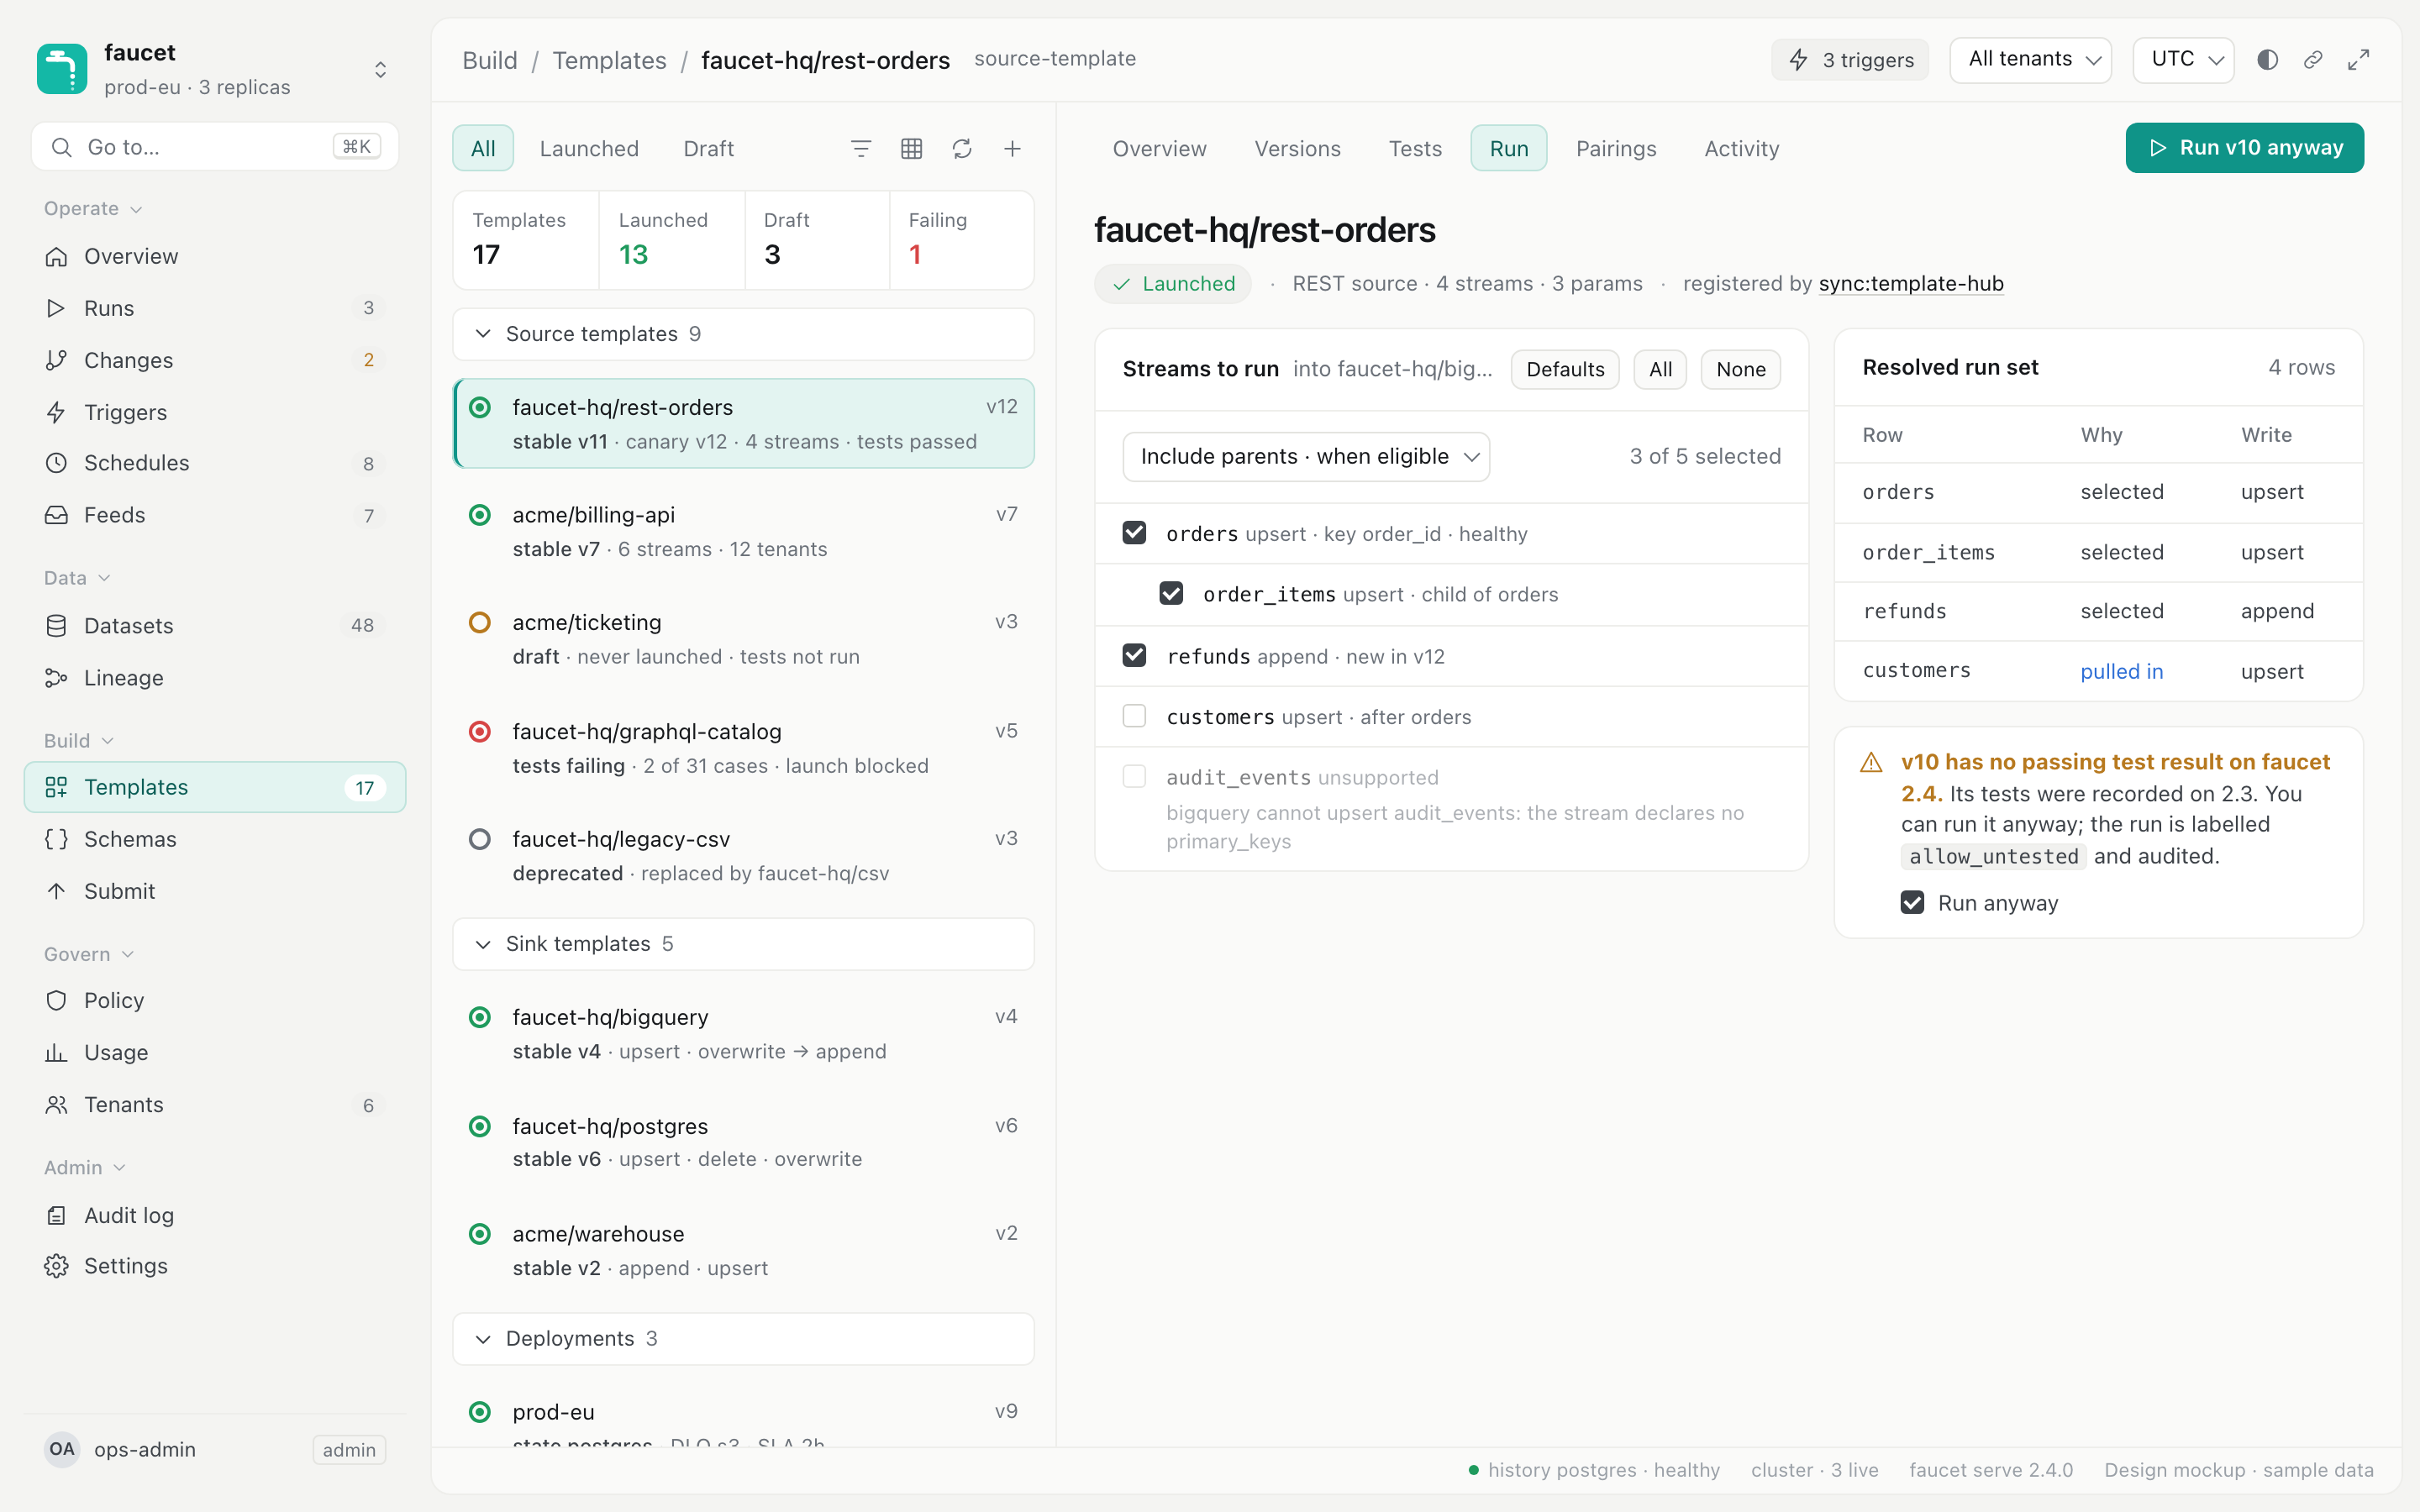 faucet
prod-eu · 3 replicas
Go to...
⌘K
Operate
Overview
Runs 3
Changes 2
Triggers
Schedules 8
Feeds 7
Data
Datasets 48
Lineage
Build
Templates 17
Schemas
Submit
Govern
Policy
Usage
Tenants 6
Admin
Audit log
Settings
OA ops-admin admin
Build / Templates / faucet-hq/rest-orders source-template
3 triggers
All tenants
UTC
All Launched Draft
Templates Launched Draft Failing
17 13 3 1
Source templates 9
faucet-hq/rest-orders v12
stable v11 · canary v12 · 4 streams · tests passed
acme/billing-api v7
stable v7 · 6 streams · 12 tenants
acme/ticketing v3
draft · never launched · tests not run
faucet-hq/graphql-catalog v5
tests failing · 2 of 31 cases · launch blocked
faucet-hq/legacy-csv v3
deprecated · replaced by faucet-hq/csv
Sink templates 5
faucet-hq/bigquery v4
stable v4 · upsert · overwrite → append
faucet-hq/postgres v6
stable v6 · upsert · delete · overwrite
acme/warehouse v2
stable v2 · append · upsert
Deployments 3
prod-eu v9
state postgres · DLQ s3 · SLA 2h
Overview Versions Tests Run Pairings Activity
Run v10 anyway
faucet-hq/rest-orders
Launched · REST source · 4 streams · 3 params · registered by sync:template-hub
Streams to run into faucet-hq/big... Defaults All None
Include parents · when eligible
3 of 5 selected
orders upsert · key order_id · healthy
order_items upsert · child of orders
refunds append · new in v12
customers upsert · after orders
audit_events unsupported
bigquery cannot upsert audit_events: the stream declares no
primary_keys
Resolved run set 4 rows
Row Why Write
orders selected upsert
order_items selected upsert
refunds selected append
customers pulled in upsert
v10 has no passing test result on faucet
2.4. Its tests were recorded on 2.3. You
can run it anyway; the run is labelled
allow_untested and audited.
Run anyway
history postgres · healthy
cluster · 3 live
faucet serve 2.4.0
Design mockup · sample data